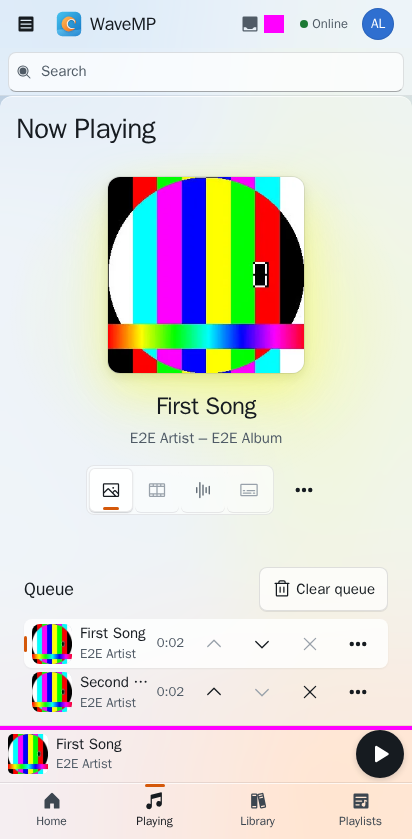 WaveMP
Online
AL
Search
Now Playing
First Song
E2E Artist – E2E Album
Queue
Clear queue
First Song
E2E Artist
0:02
Second ···
E2E Artist
0:02
First Song
E2E Artist
Home
Playing
Library
Playlists